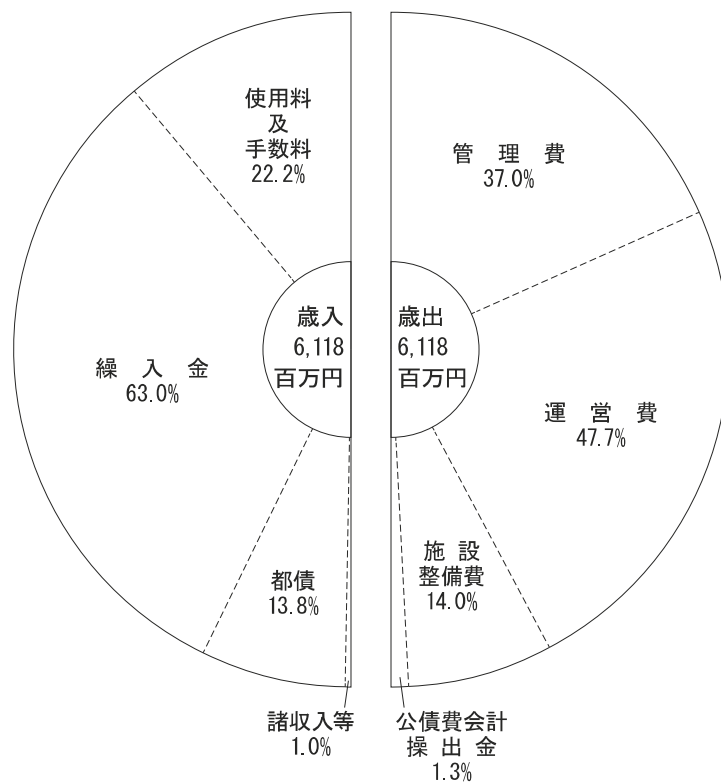 使用料
及
手数料
22.2%
繰入金
63.0%
都債
13.8%
諸収入等
1.0%
歳入
6,118
百万円
歳出
6,118
百万円
管理費
37.0%
運営費
47.7%
施設
整備費
14.0%
公債費会計
操出金
1.3%